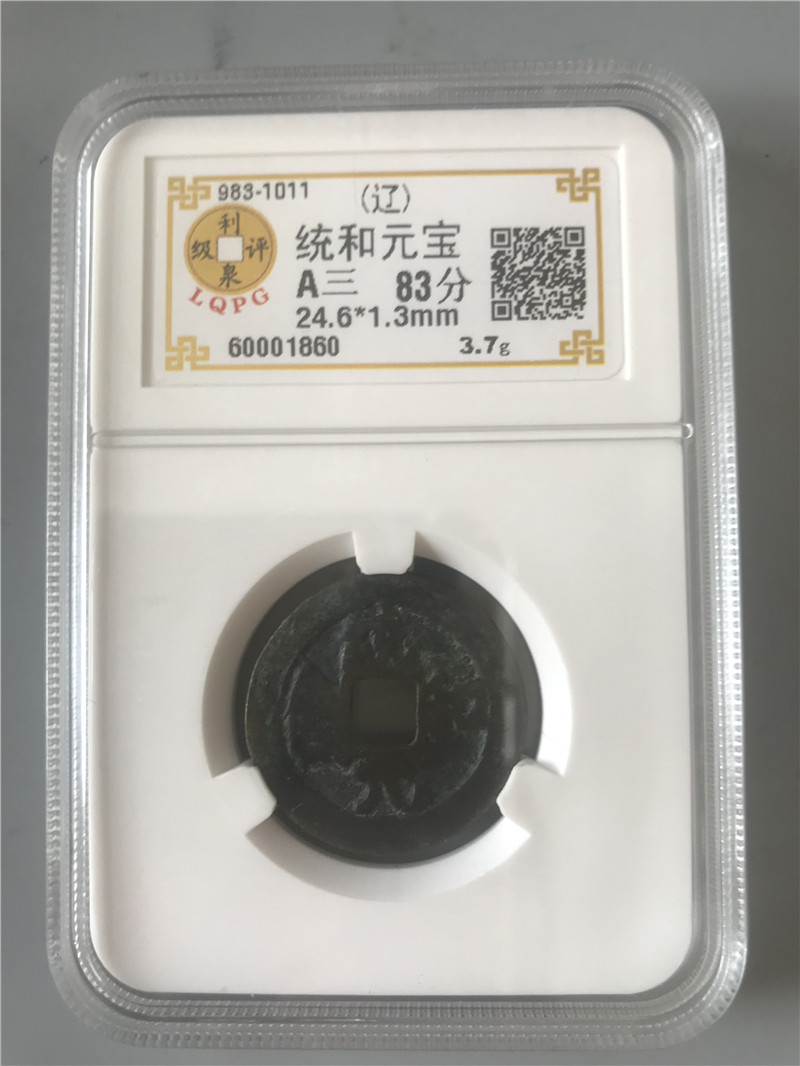 983-1011
(辽)
利泉评级
LQPG
统和元宝
A三 83分
24.6*1.3mm
60001860 3.7g